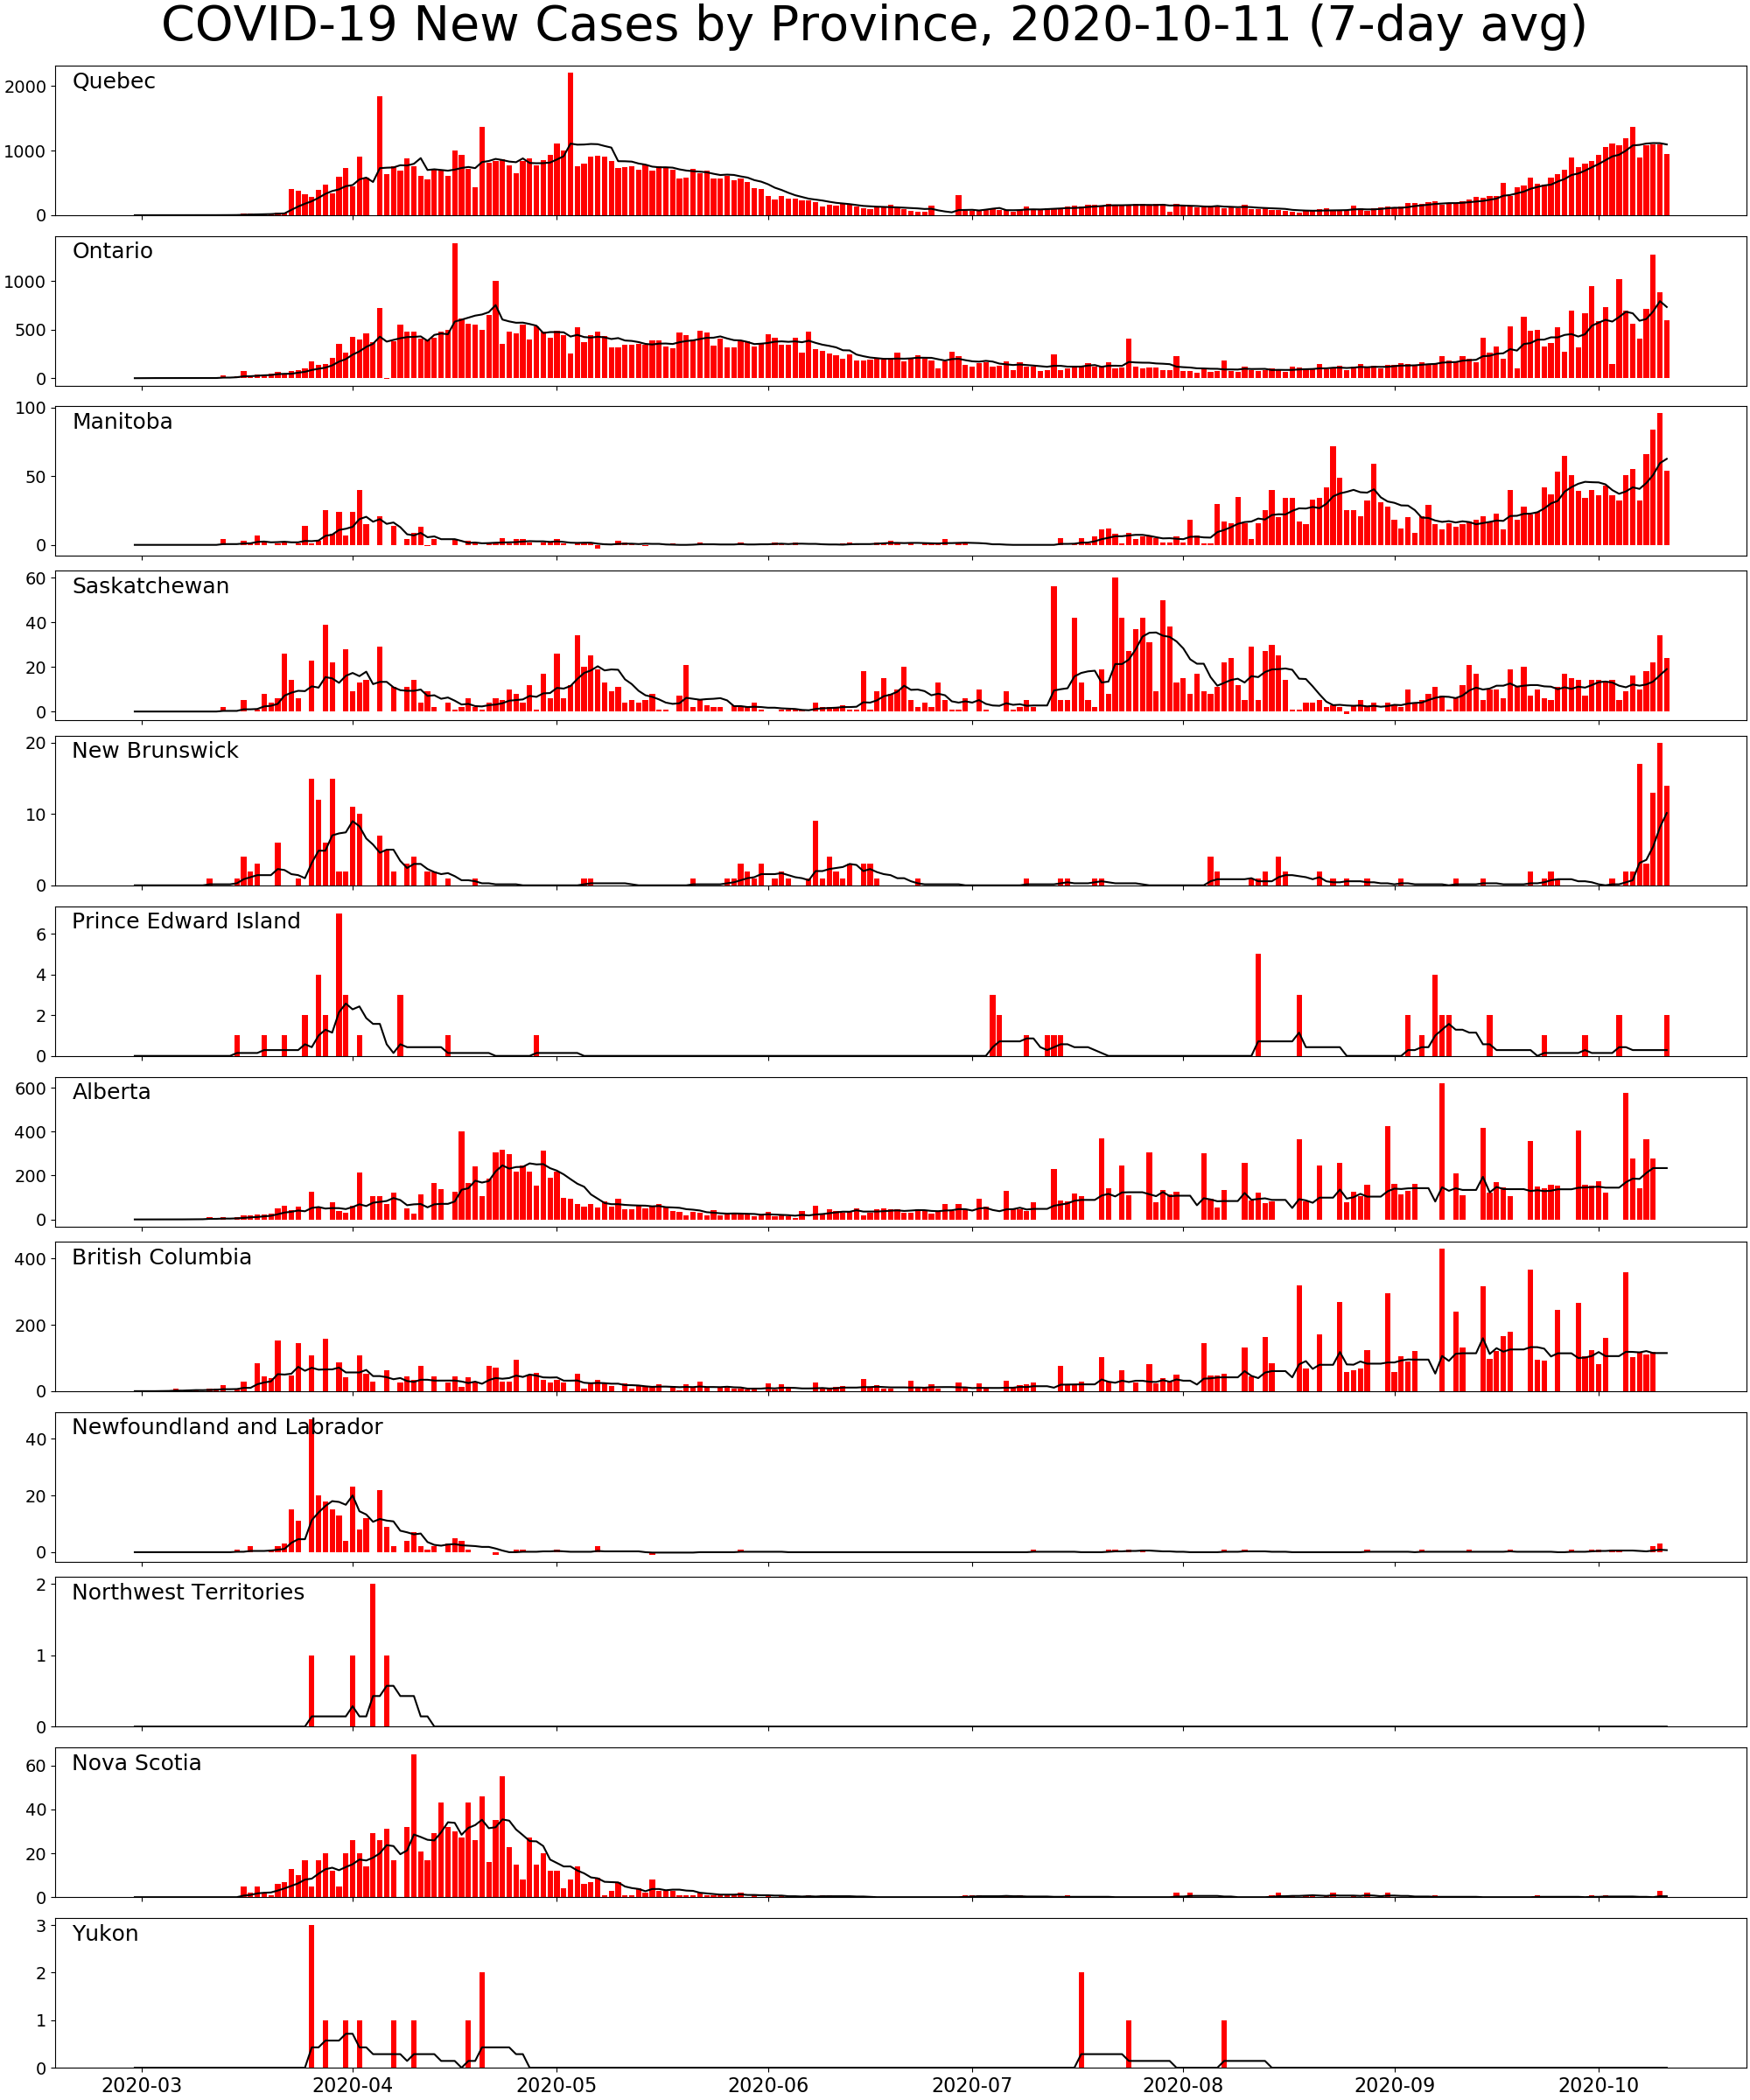 COVID-19 New Cases by Province, 2020-10-11 (7-day avg)
Quebec
2000
1000
0
Ontario
1000
500
0
Manitoba
100
50
0
Saskatchewan
60
40
20
0
New Brunswick
20
10
0
Prince Edward Island
6
4
2
0
Alberta
600
400
200
0
British Columbia
400
200
0
Newfoundland and Labrador
40
20
0
Northwest Territories
2
1
0
Nova Scotia
60
40
20
0
Yukon
3
2
1
0
2020-03 2020-04 2020-05 2020-06 2020-07 2020-08 2020-09 2020-10